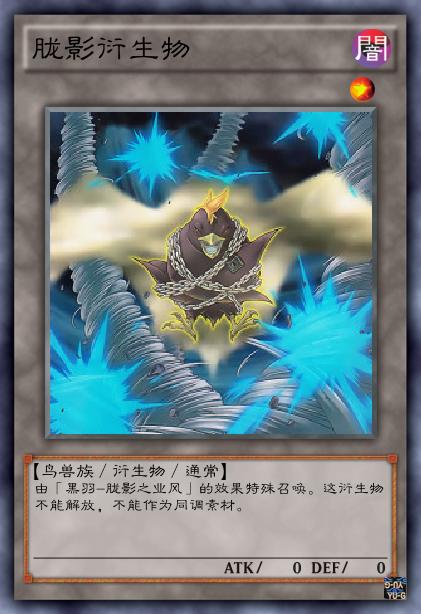 胧影衍生物
闇
【鸟兽族/衍生物/通常】
由「黑羽-胧影之业风」的效果特殊召唤。这衍生物
不能解放，不能作为同调素材。
ATK/ 0 DEF/ 0
YU-G